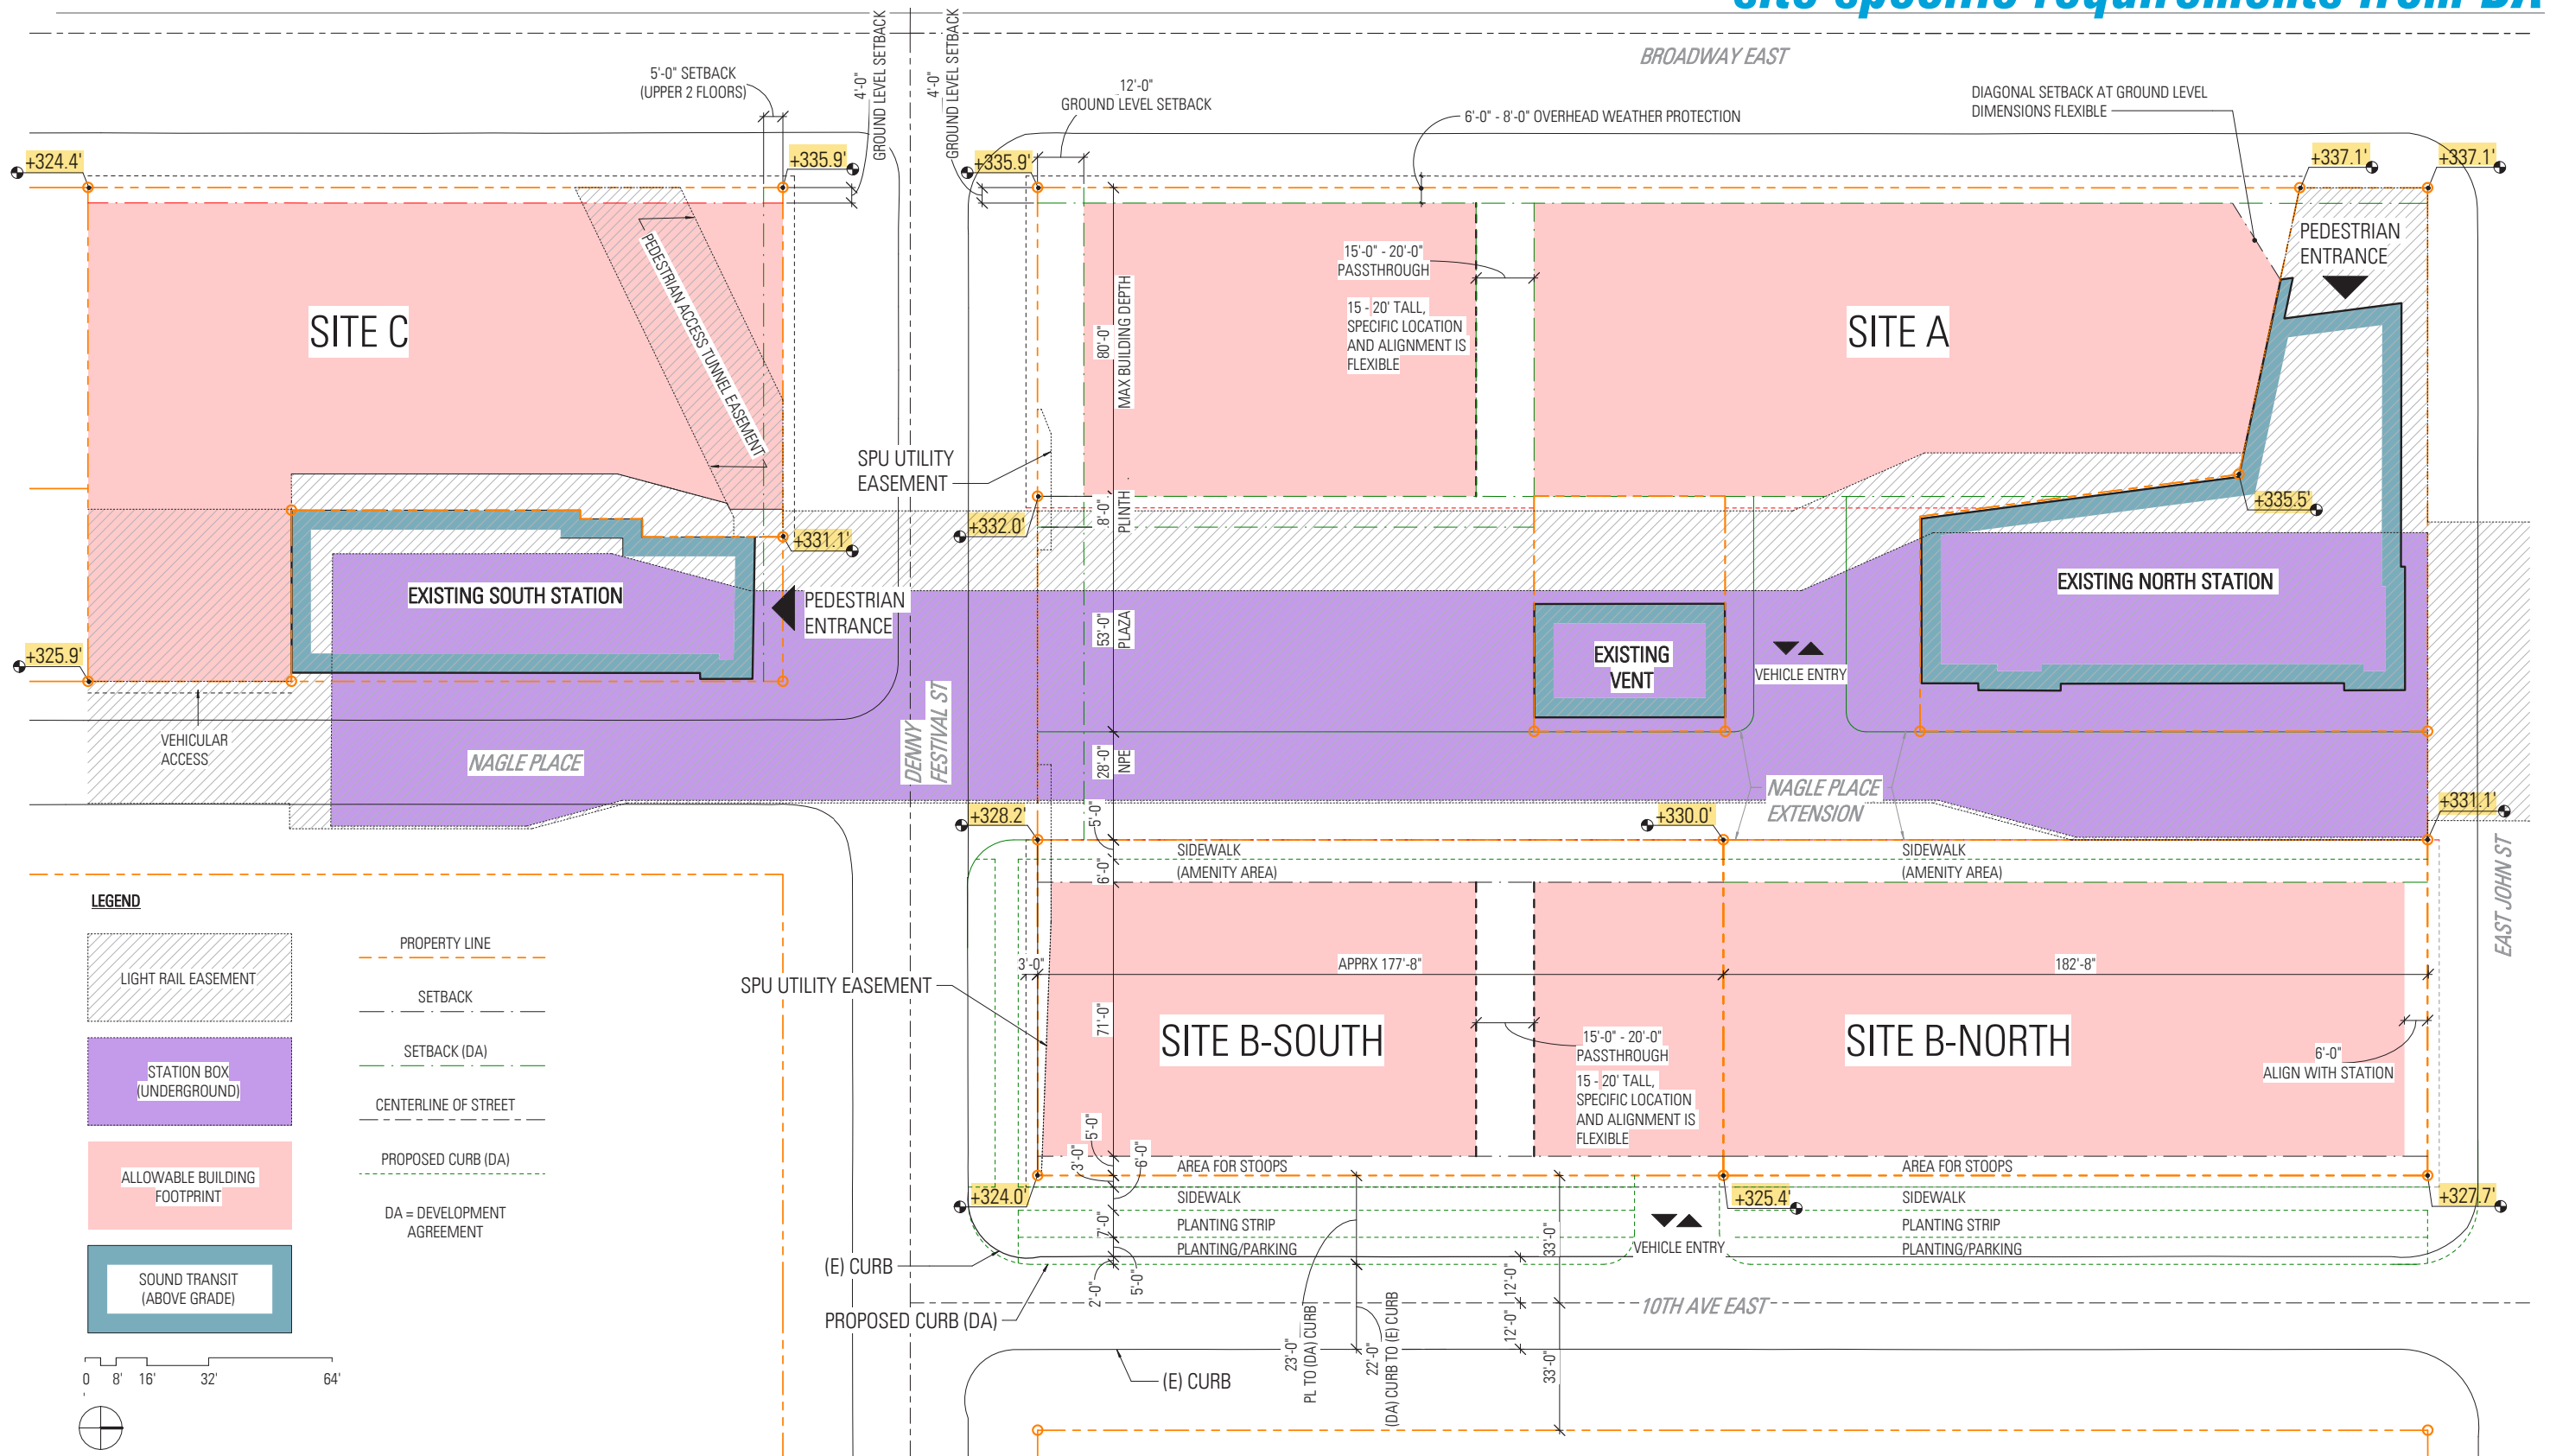 site-specific requirements from DA
BROADWAY EAST
5'-0" SETBACK
(UPPER 2 FLOORS)
4'-0"
GROUND LEVEL SETBACK
4'-0"
GROUND LEVEL SETBACK
12'-0"
GROUND LEVEL SETBACK
6'-0" - 8'-0" OVERHEAD WEATHER PROTECTION
DIAGONAL SETBACK AT GROUND LEVEL
DIMENSIONS FLEXIBLE
+324.4'
+335.9'
+335.9'
+337.1'
+337.1'
PEDESTRIAN
ENTRANCE
SITE C
PEDESTRIAN ACCESS TUNNEL EASEMENT
80'-0"
MAX BUILDING DEPTH
15'-0" - 20'-0"
PASSTHROUGH
15 - 20' TALL,
SPECIFIC LOCATION
AND ALIGNMENT IS
FLEXIBLE
SITE A
SPU UTILITY
EASEMENT
8'-0"
PLINTH
+332.0'
+331.1'
+335.5'
EXISTING SOUTH STATION
PEDESTRIAN
ENTRANCE
53'-0"
PLAZA
EXISTING
VENT
VEHICLE ENTRY
EXISTING NORTH STATION
+325.9'
VEHICULAR
ACCESS
NAGLE PLACE
DENNY
FESTIVAL ST
28'-0"
NPE
NAGLE PLACE
EXTENSION
+328.2'
5'-0"
+330.0'
+331.1'
SIDEWALK
(AMENITY AREA)
6'-0"
SIDEWALK
(AMENITY AREA)
EAST JOHN ST
3'-0"
APPRX 177'-8"
182'-8"
SPU UTILITY EASEMENT
71'-0"
SITE B-SOUTH
15'-0" - 20'-0"
PASSTHROUGH
15 - 20' TALL,
SPECIFIC LOCATION
AND ALIGNMENT IS
FLEXIBLE
SITE B-NORTH
6'-0"
ALIGN WITH STATION
5'-0"
3'-0"
6'-0"
AREA FOR STOOPS
AREA FOR STOOPS
+324.0'
+325.4'
+327.7'
SIDEWALK
PLANTING STRIP
PLANTING/PARKING
7'-0"
SIDEWALK
PLANTING STRIP
PLANTING/PARKING
VEHICLE ENTRY
(E) CURB
2'-0"
5'-0"
33'-0"
12'-0"
PROPOSED CURB (DA)
10TH AVE EAST
12'-0"
33'-0"
23'-0"
PL TO (DA) CURB
22'-0"
(DA) CURB TO (E) CURB
(E) CURB
LEGEND
LIGHT RAIL EASEMENT
STATION BOX
(UNDERGROUND)
ALLOWABLE BUILDING
FOOTPRINT
SOUND TRANSIT
(ABOVE GRADE)
PROPERTY LINE
SETBACK
SETBACK (DA)
CENTERLINE OF STREET
PROPOSED CURB (DA)
DA = DEVELOPMENT
AGREEMENT
0 8' 16' 32' 64'